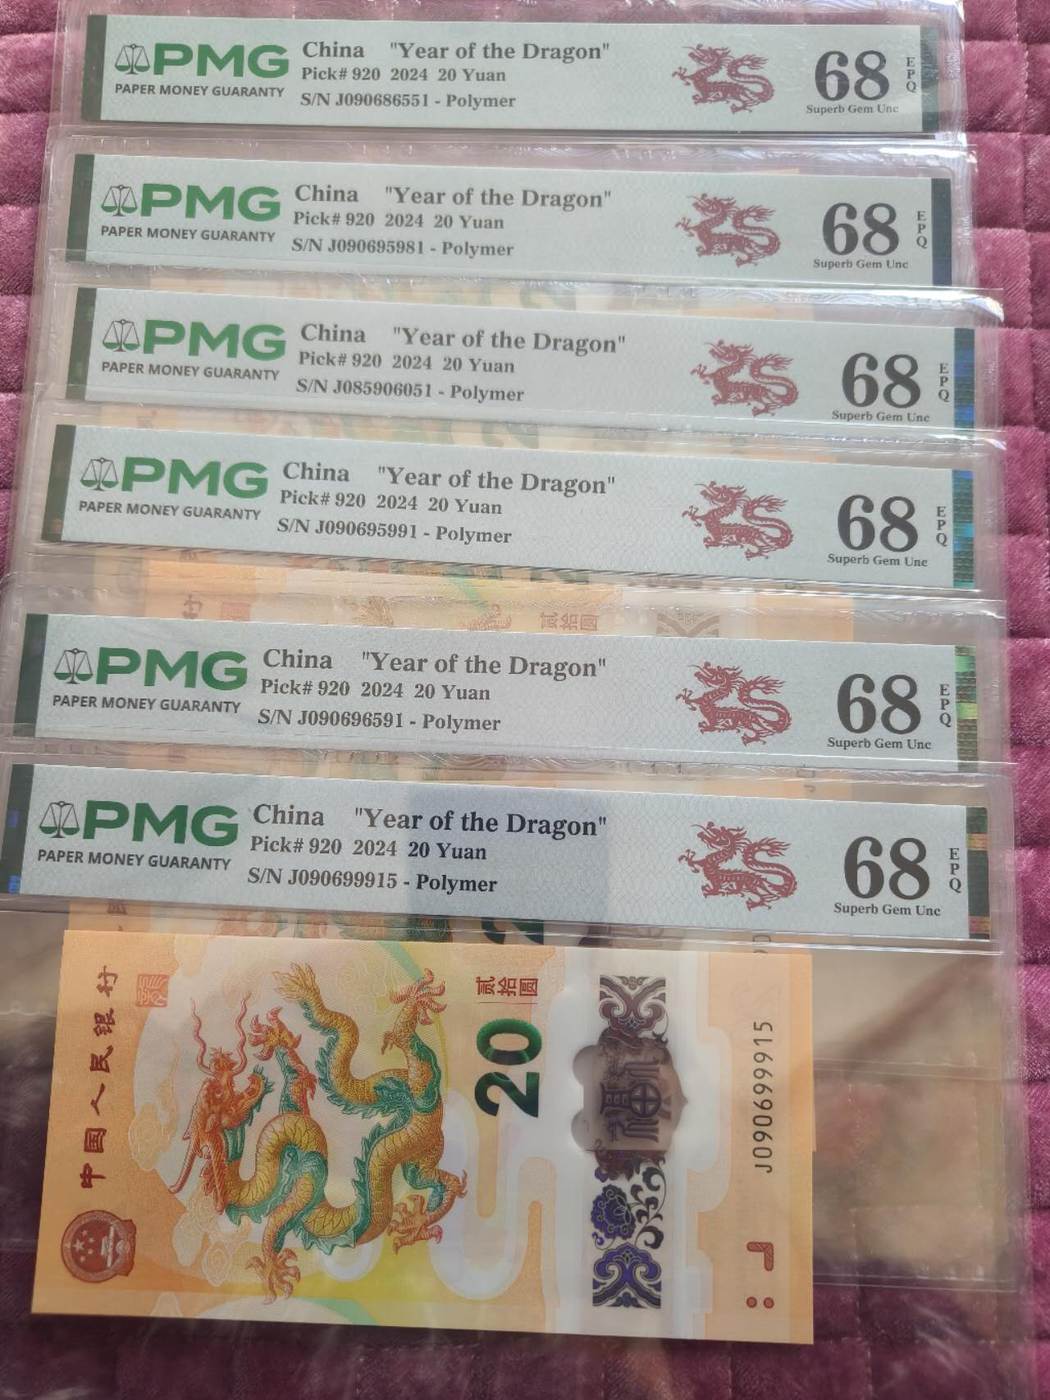 PMG
PAPER MONEY GUARANTY
China "Year of the Dragon"
Pick# 920 2024 20 Yuan
S/N J090686551 - Polymer
68
EPQ
Superb Gem Unc
PMG
PAPER MONEY GUARANTY
China "Year of the Dragon"
Pick# 920 2024 20 Yuan
S/N J090695981 - Polymer
68
EPQ
Superb Gem Unc
PMG
PAPER MONEY GUARANTY
China "Year of the Dragon"
Pick# 920 2024 20 Yuan
S/N J085906051 - Polymer
68
EPQ
Superb Gem Unc
PMG
PAPER MONEY GUARANTY
China "Year of the Dragon"
Pick# 920 2024 20 Yuan
S/N J090695991 - Polymer
68
EPQ
Superb Gem Unc
贰拾圆
PMG
PAPER MONEY GUARANTY
China "Year of the Dragon"
Pick# 920 2024 20 Yuan
S/N J090696591 - Polymer
68
EPQ
Superb Gem Unc
PMG
PAPER MONEY GUARANTY
China "Year of the Dragon"
Pick# 920 2024 20 Yuan
S/N J090699915 - Polymer
68
EPQ
Superb Gem Unc
中国人民银行
贰拾圆
20
J090699915